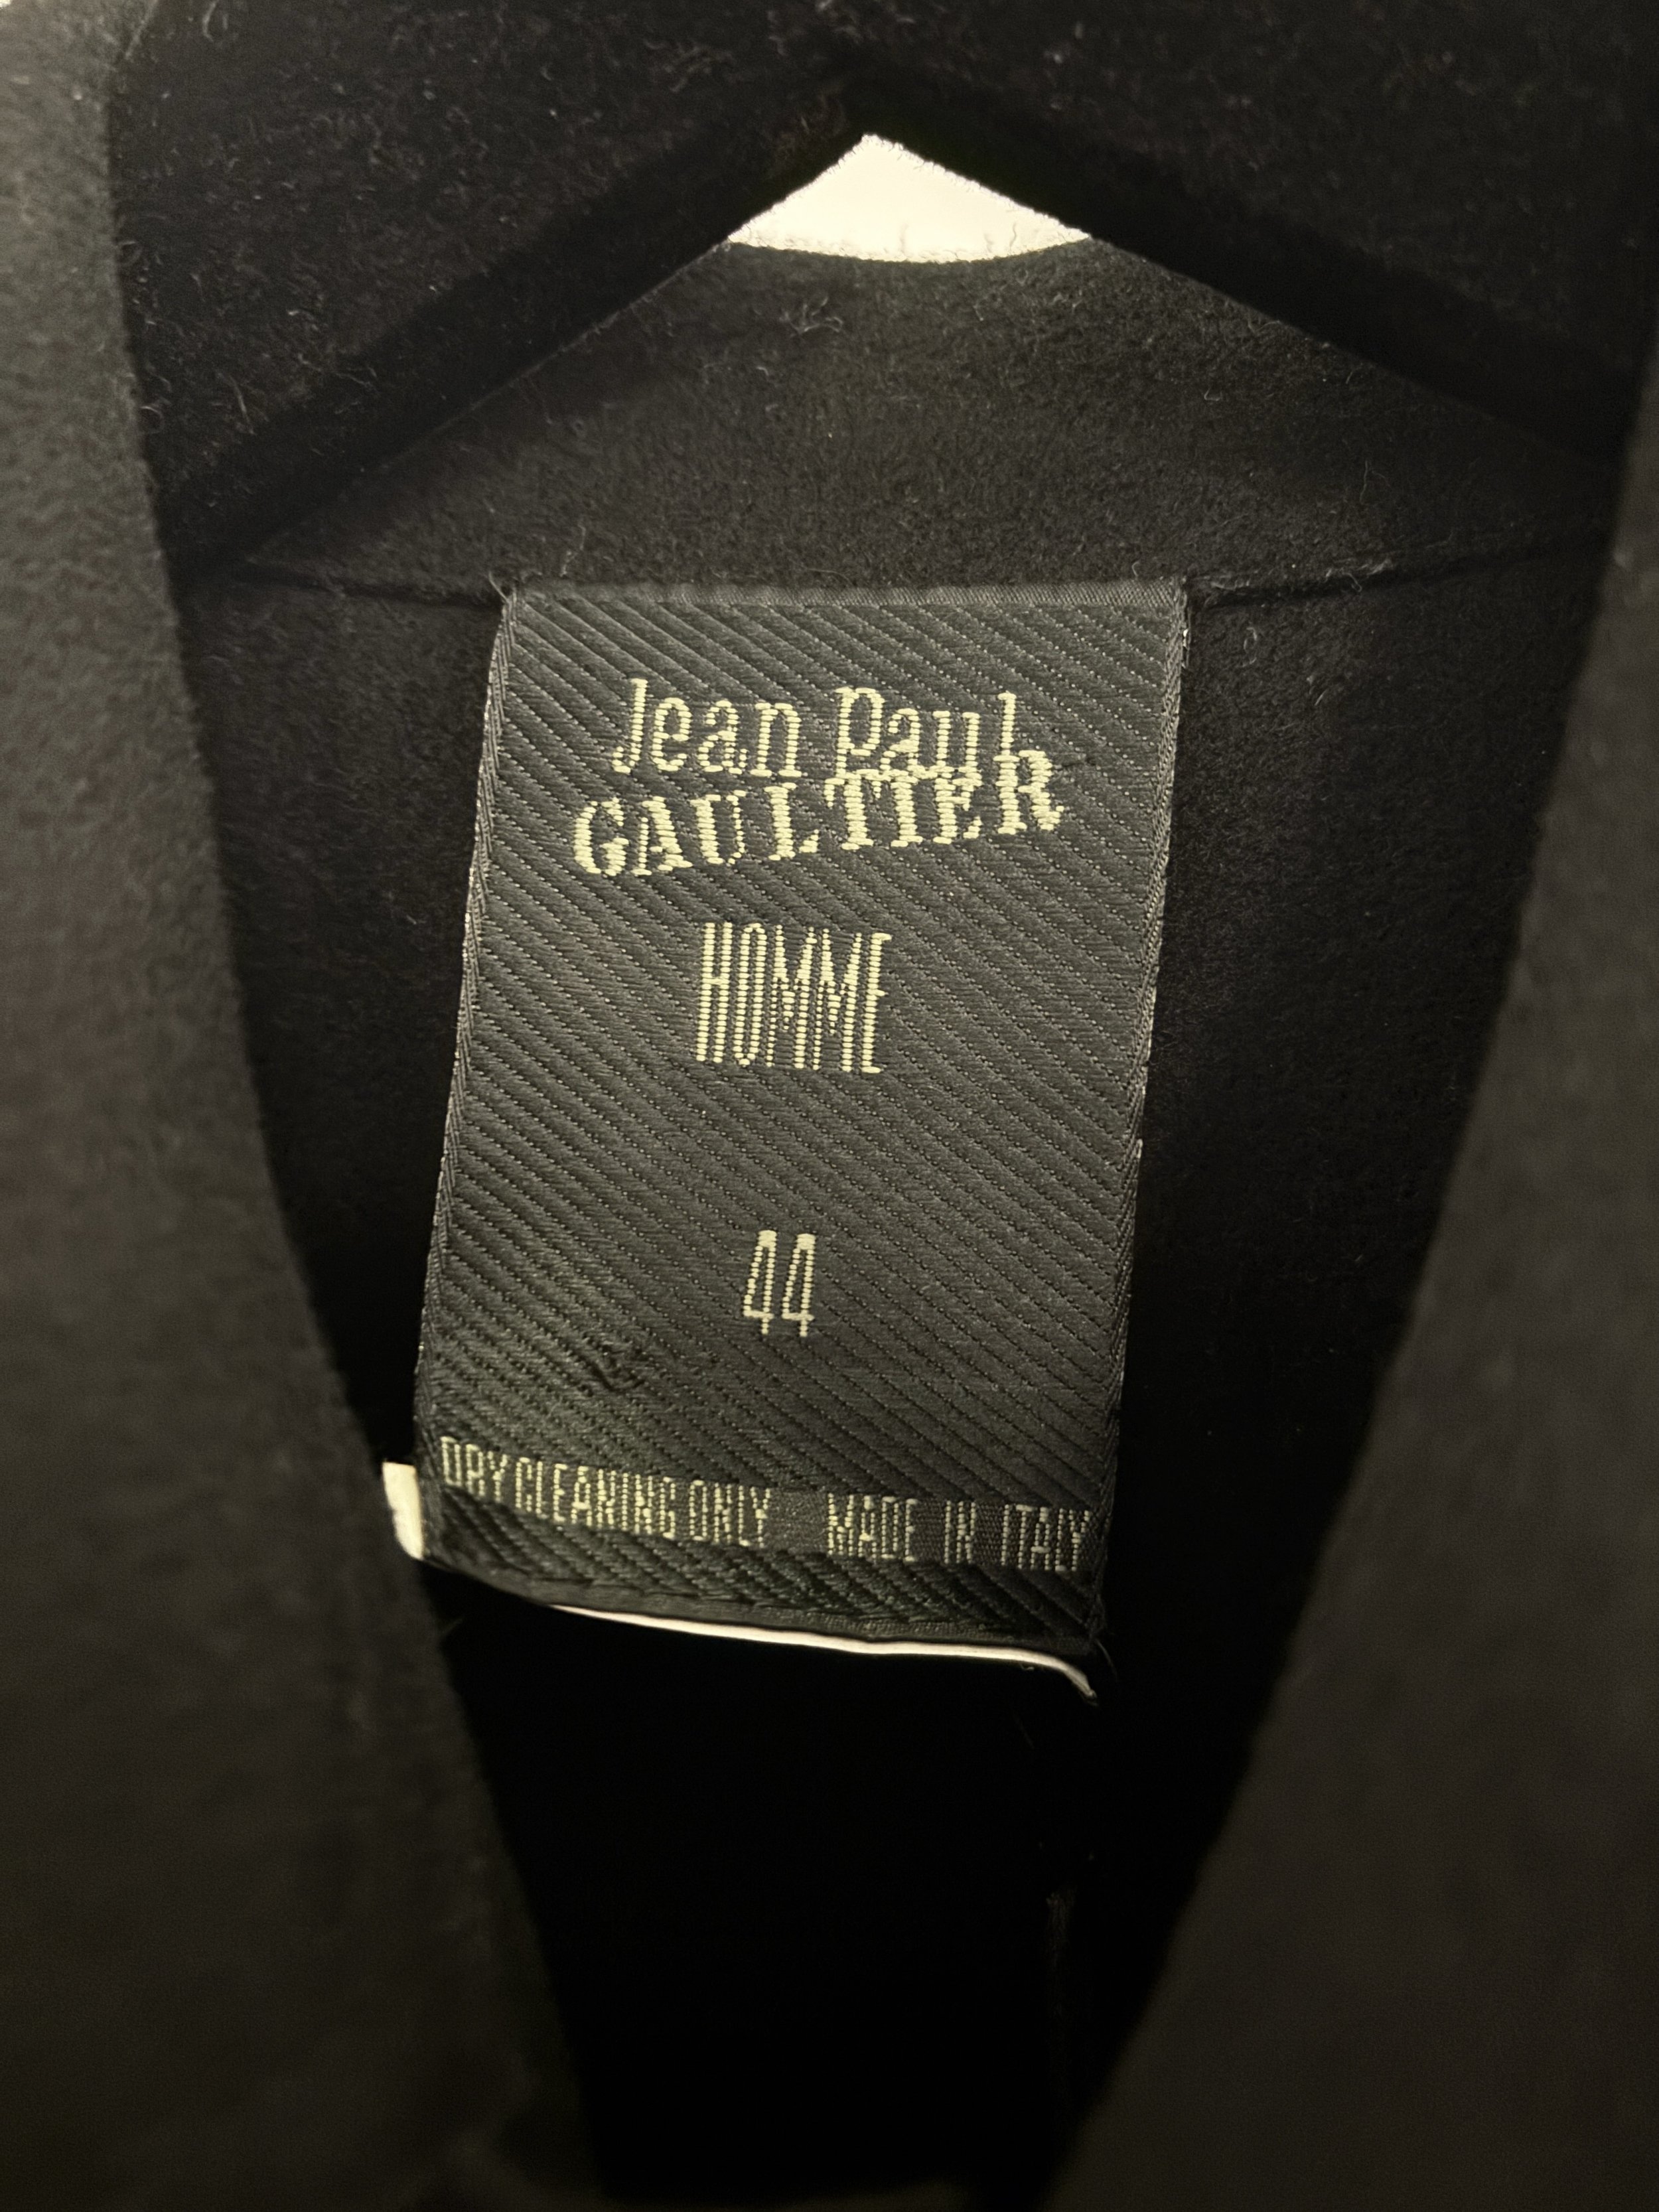 Jean Paul
GAULTIER
HOMME
44
DRY CLEANING ONLY MADE IN ITALY